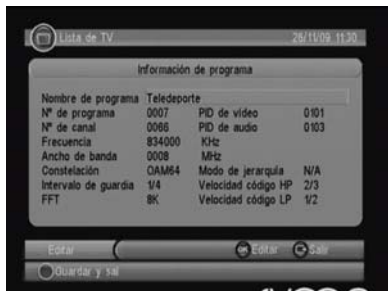 Lista de TV 26/11/09 11:30
Información de programa
Nombre de programa Teledeporte
Nº de programa 0007 PID de vídeo 0101
Nº de canal 0066 PID de audio 0103
Frecuencia 834000 KHz
Ancho de banda 0008 MHz
Constelación OAM64 Modo de jerarquía N/A
Intervalo de guardia 1/4 Velocidad código HP 2/3
FFT 8K Velocidad código LP 1/2
Editar OK Editar Salir
Guardar y sal